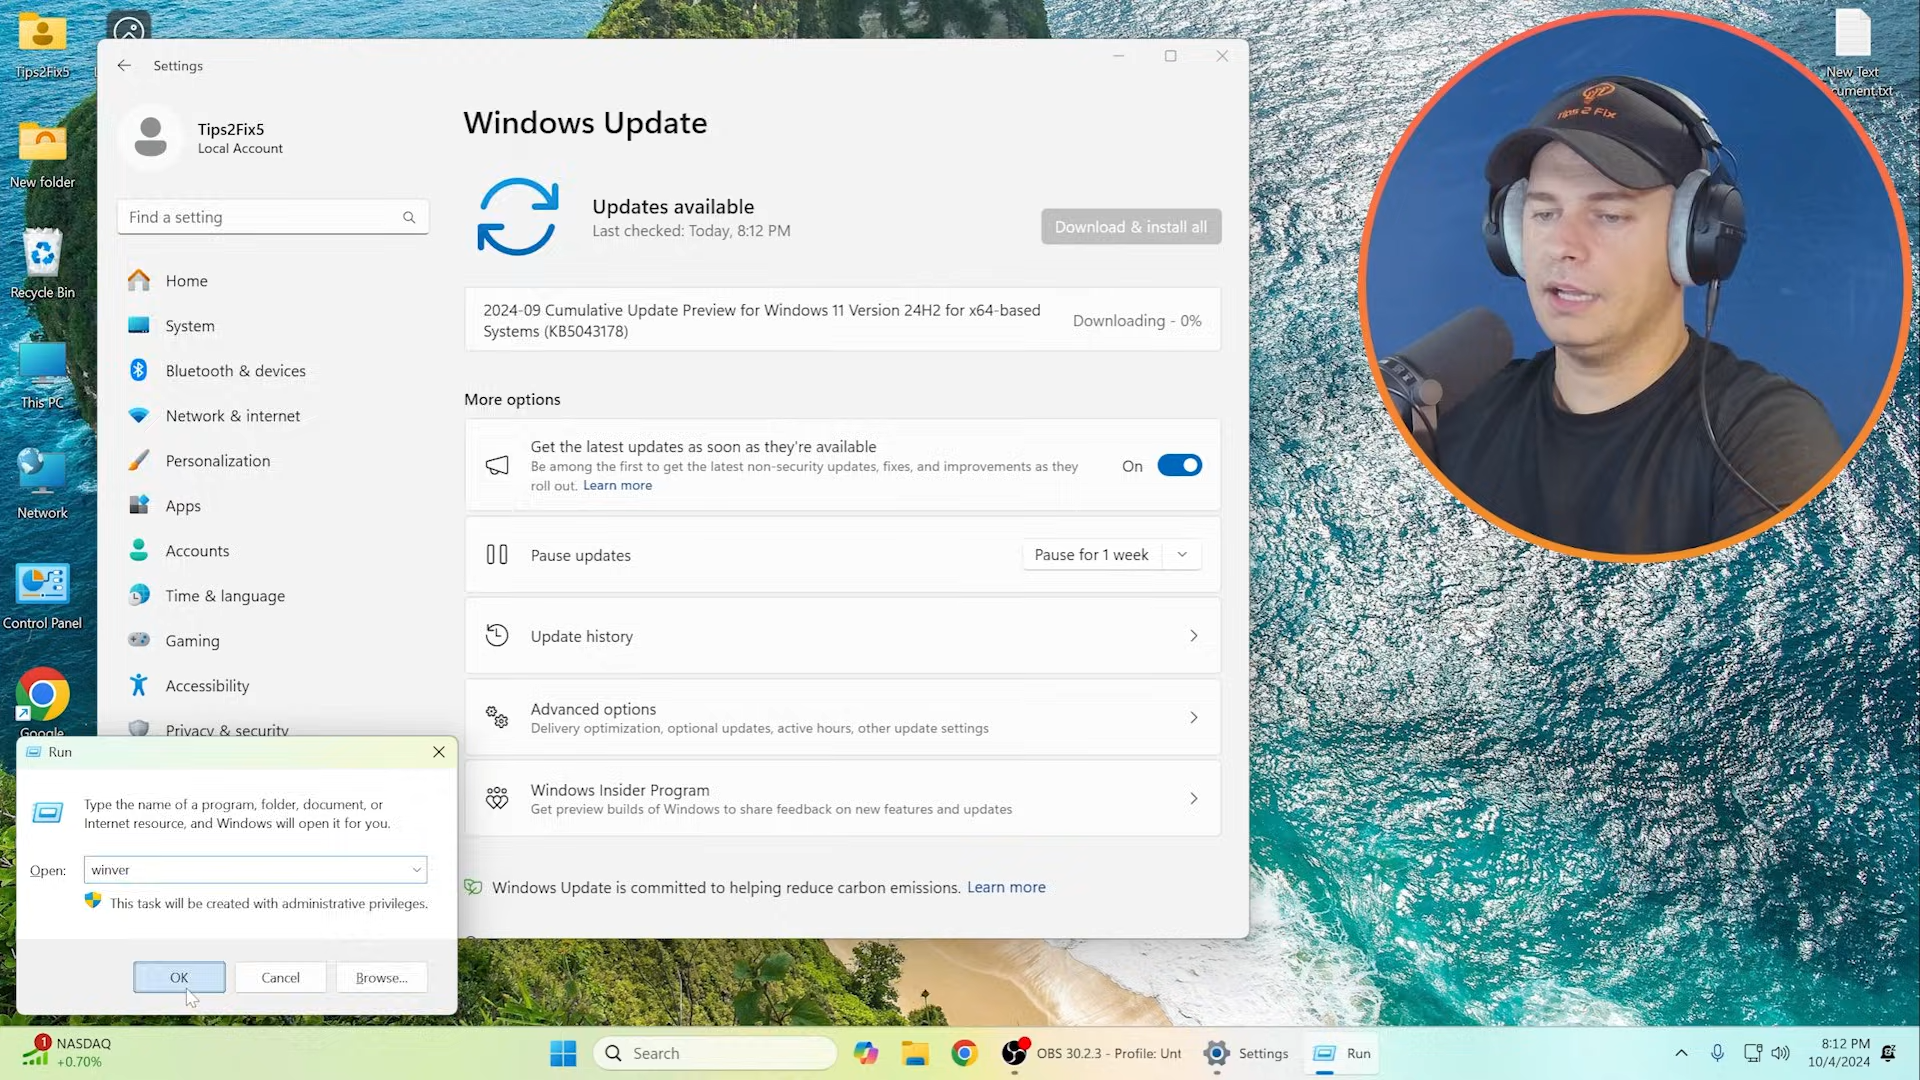 Tips2Fix5
New folder
Recycle Bin
This PC
Network
Control Panel
Google
New Text
cument.txt
Tips 2 Fix
Settings
Tips2Fix5
Local Account
Find a setting
Home
System
Bluetooth & devices
Network & internet
Personalization
Apps
Accounts
Time & language
Gaming
Accessibility
Privacy & security
Windows Update
Updates available
Last checked: Today, 8:12 PM
Download & install all
2024-09 Cumulative Update Preview for Windows 11 Version 24H2 for x64-based
Systems (KB5043178)
Downloading - 0%
More options
Get the latest updates as soon as they're available
Be among the first to get the latest non-security updates, fixes, and improvements as they
roll out. Learn more
On
Pause updates
Pause for 1 week
Update history
Advanced options
Delivery optimization, optional updates, active hours, other update settings
Windows Insider Program
Get preview builds of Windows to share feedback on new features and updates
Windows Update is committed to helping reduce carbon emissions. Learn more
Run
Type the name of a program, folder, document, or
Internet resource, and Windows will open it for you.
Open: winver
This task will be created with administrative privileges.
OK
Cancel
Browse...
1
NASDAQ
+0.70%
Search
OBS 30.2.3 - Profile: Unt
Settings
Run
8:12 PM
10/4/2024